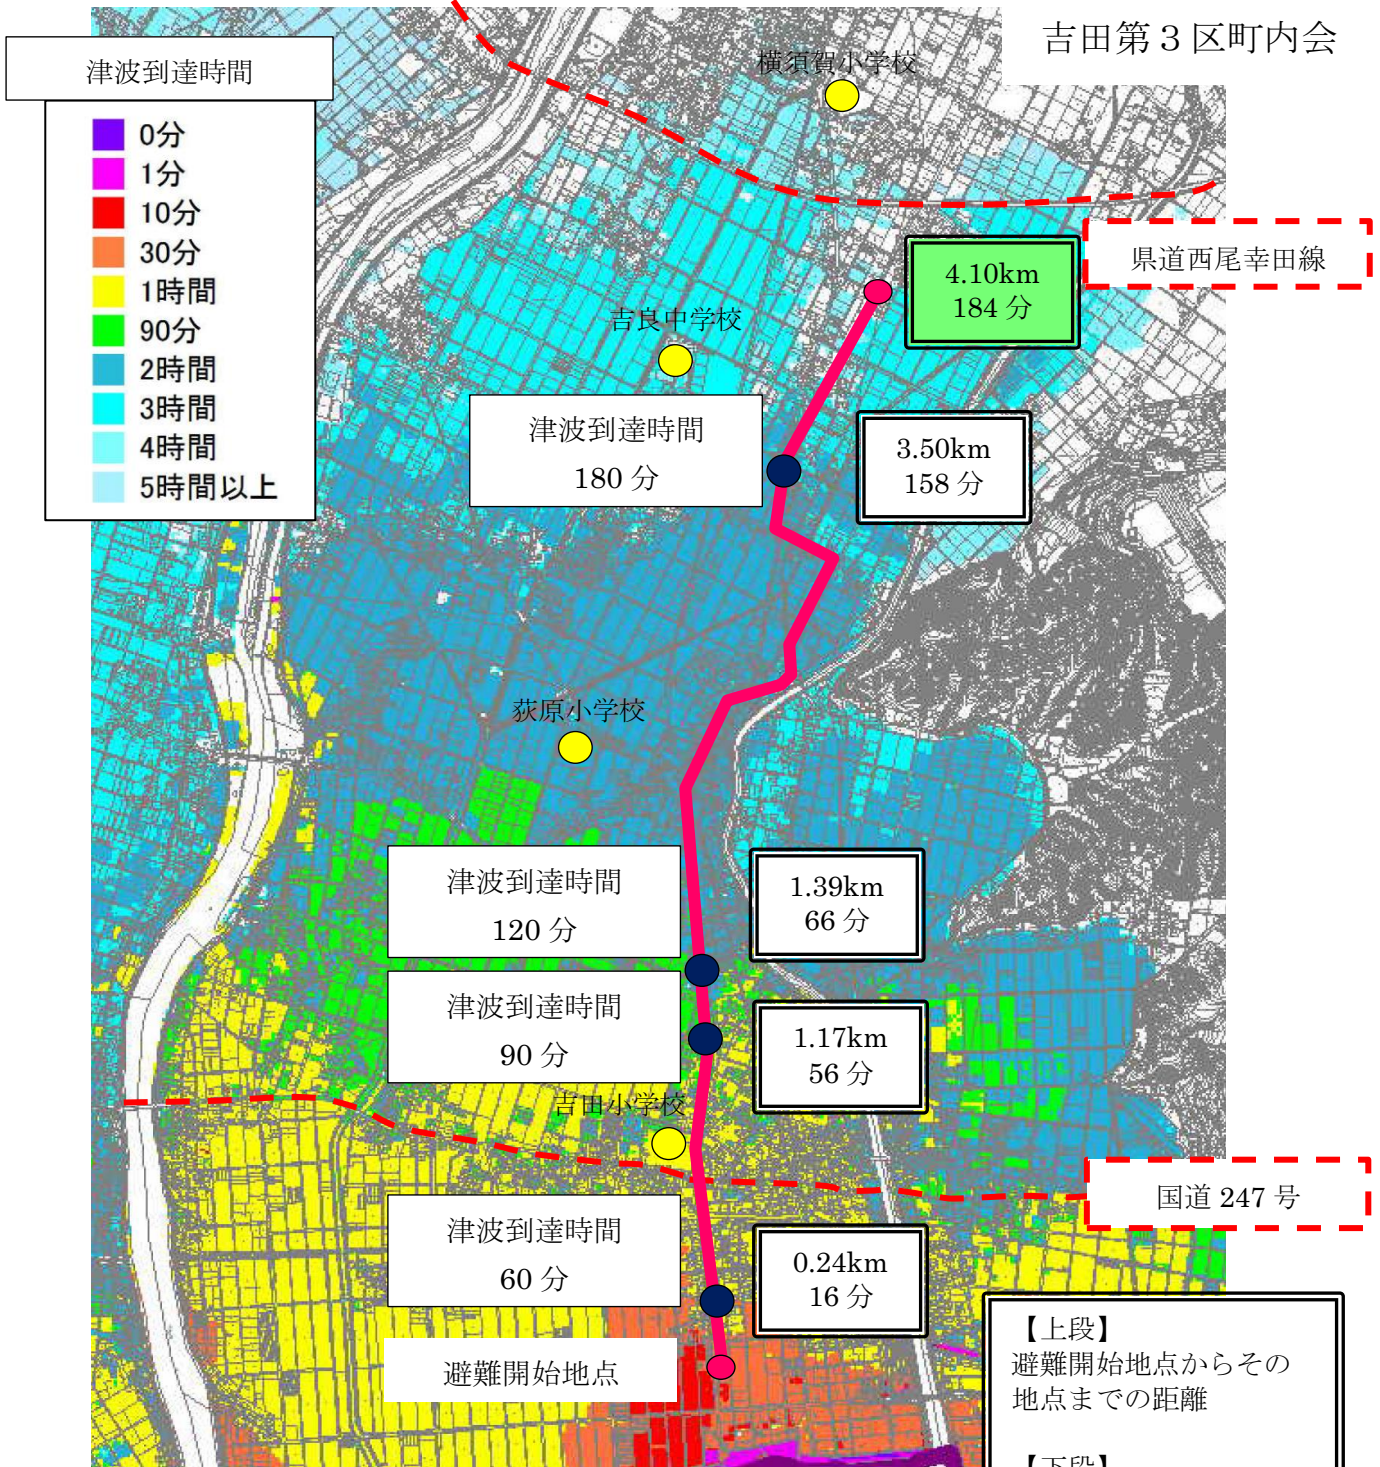 吉田第３区町内会
津波到達時間
0分
1分
10分
30分
1時間
90分
2時間
3時間
4時間
5時間以上
横須賀小学校
県道西尾幸田線
4.10km
184 分
吉良中学校
津波到達時間
180 分
3.50km
158 分
荻原小学校
津波到達時間
120 分
1.39km
66 分
津波到達時間
90 分
1.17km
56 分
吉田小学校
国道 247 号
津波到達時間
60 分
0.24km
16 分
避難開始地点
【上段】
避難開始地点からその
地点までの距離
【下段】